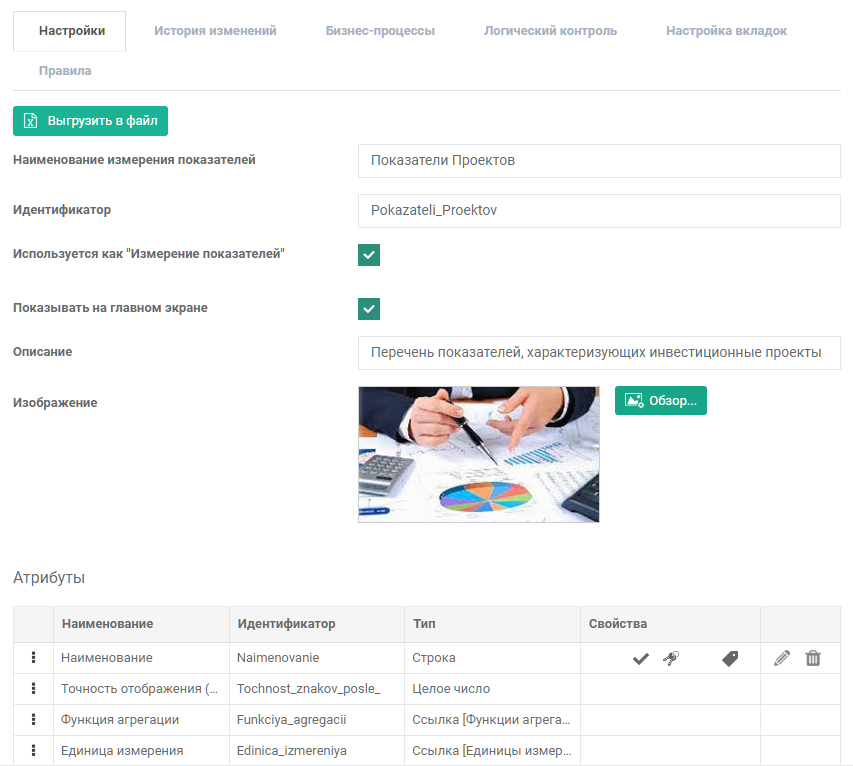 Настройки История изменений Бизнес-процессы Логический контроль Настройка вкладок
Правила
Выгрузить в файл
Наименование измерения показателей Показатели Проектов
Идентификатор Pokazateli_Proektov
Используется как "Измерение показателей"
Показывать на главном экране
Описание Перечень показателей, характеризующих инвестиционные проекты
Изображение Обзор...
Атрибуты
Наименование Идентификатор Тип Свойства
Наименование Naimenovanie Строка
Точность отображения (... Tochnost_znakov_posle_ Целое число
Функция агрегации Funkciya_agregacii Ссылка [Функции агрега...
Единица измерения Edinica_izmereniya Ссылка [Единицы измер...